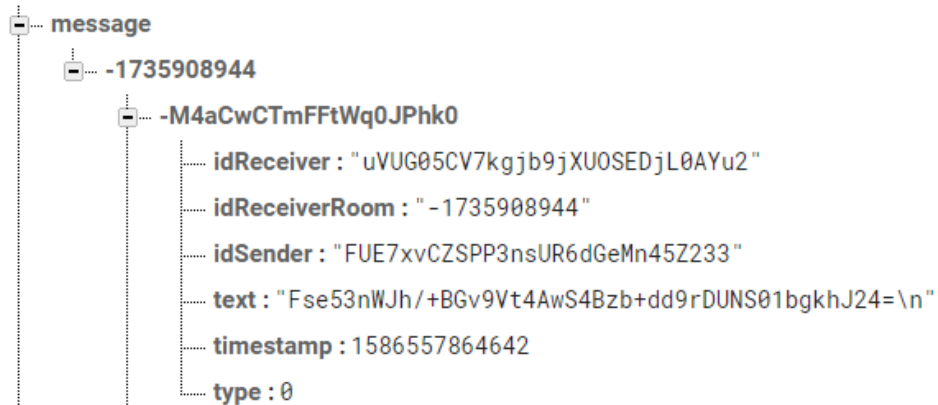 message
-1735908944
-M4aCwCTmFFtWq0JPhk0
idReceiver : "uVUG05CV7kgjb9jXUOSEDjL0AYu2"
idReceiverRoom : "-1735908944"
idSender : "FUE7xvCZSPP3nsUR6dGeMn45Z233"
text : "Fse53nWJh/+BGv9Vt4AwS4Bzb+dd9rDUNS01bgkhJ24=\n"
timestamp : 1586557864642
type : 0